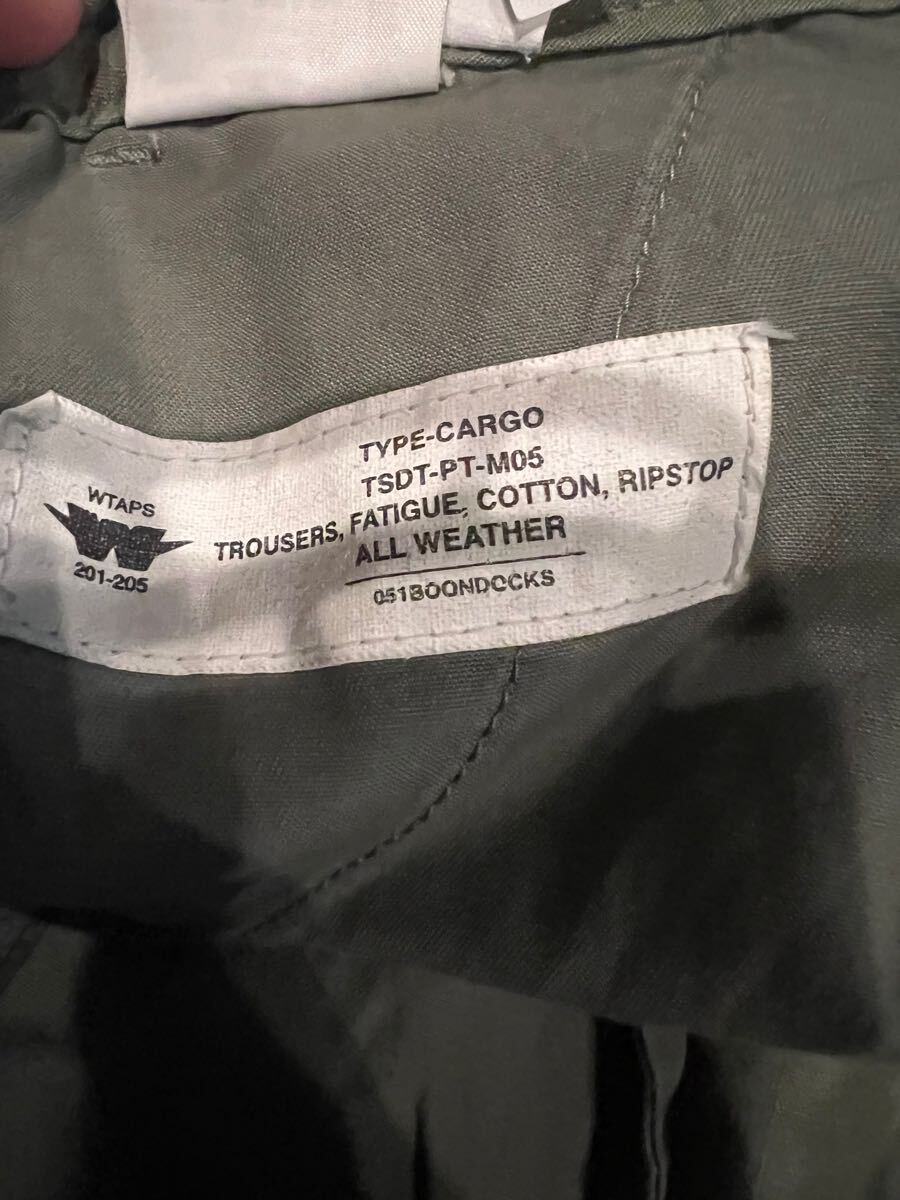 WTAPS
201-205
TYPE-CARGO
TSDT-PT-M05
TROUSERS, FATIGUE, COTTON, RIPSTOP
ALL WEATHER
051BOONDOCKS